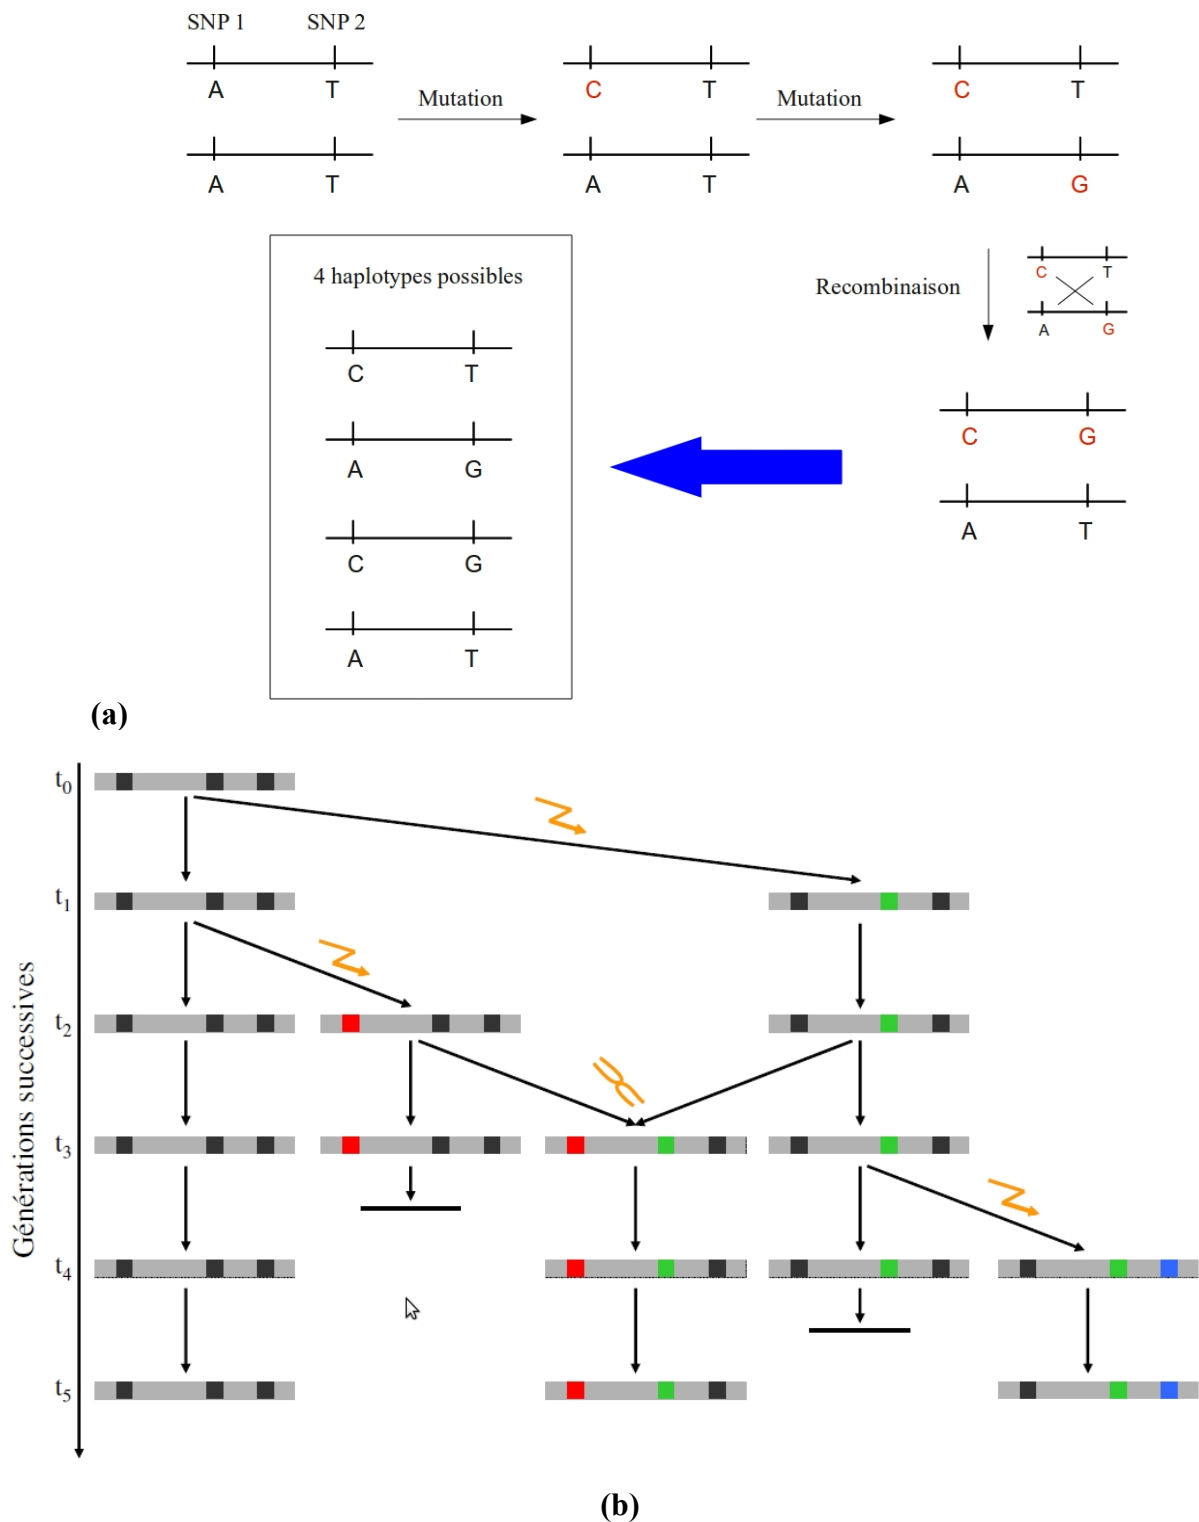 SNP 1 SNP 2
A T
A T
Mutation
C T
A T
Mutation
C T
A G
Recombinaison
C T
A G
C G
A T
4 haplotypes possibles
C T
A G
C G
A T
(a)
Générations successives
t0
t1
t2
t3
t4
t5
(b)